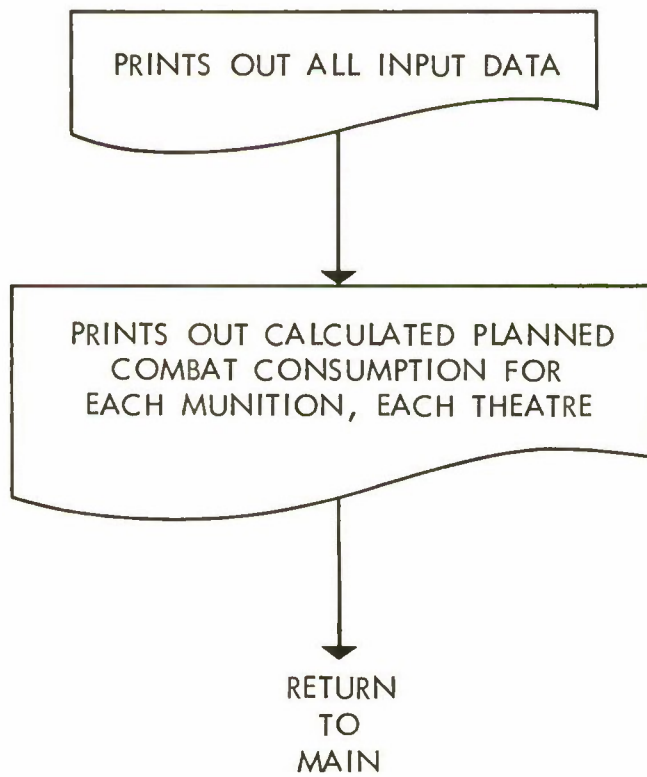 PRINTS OUT ALL INPUT DATA
PRINTS OUT CALCULATED PLANNED
COMBAT CONSUMPTION FOR
EACH MUNITION, EACH THEATRE
RETURN
TO
MAIN